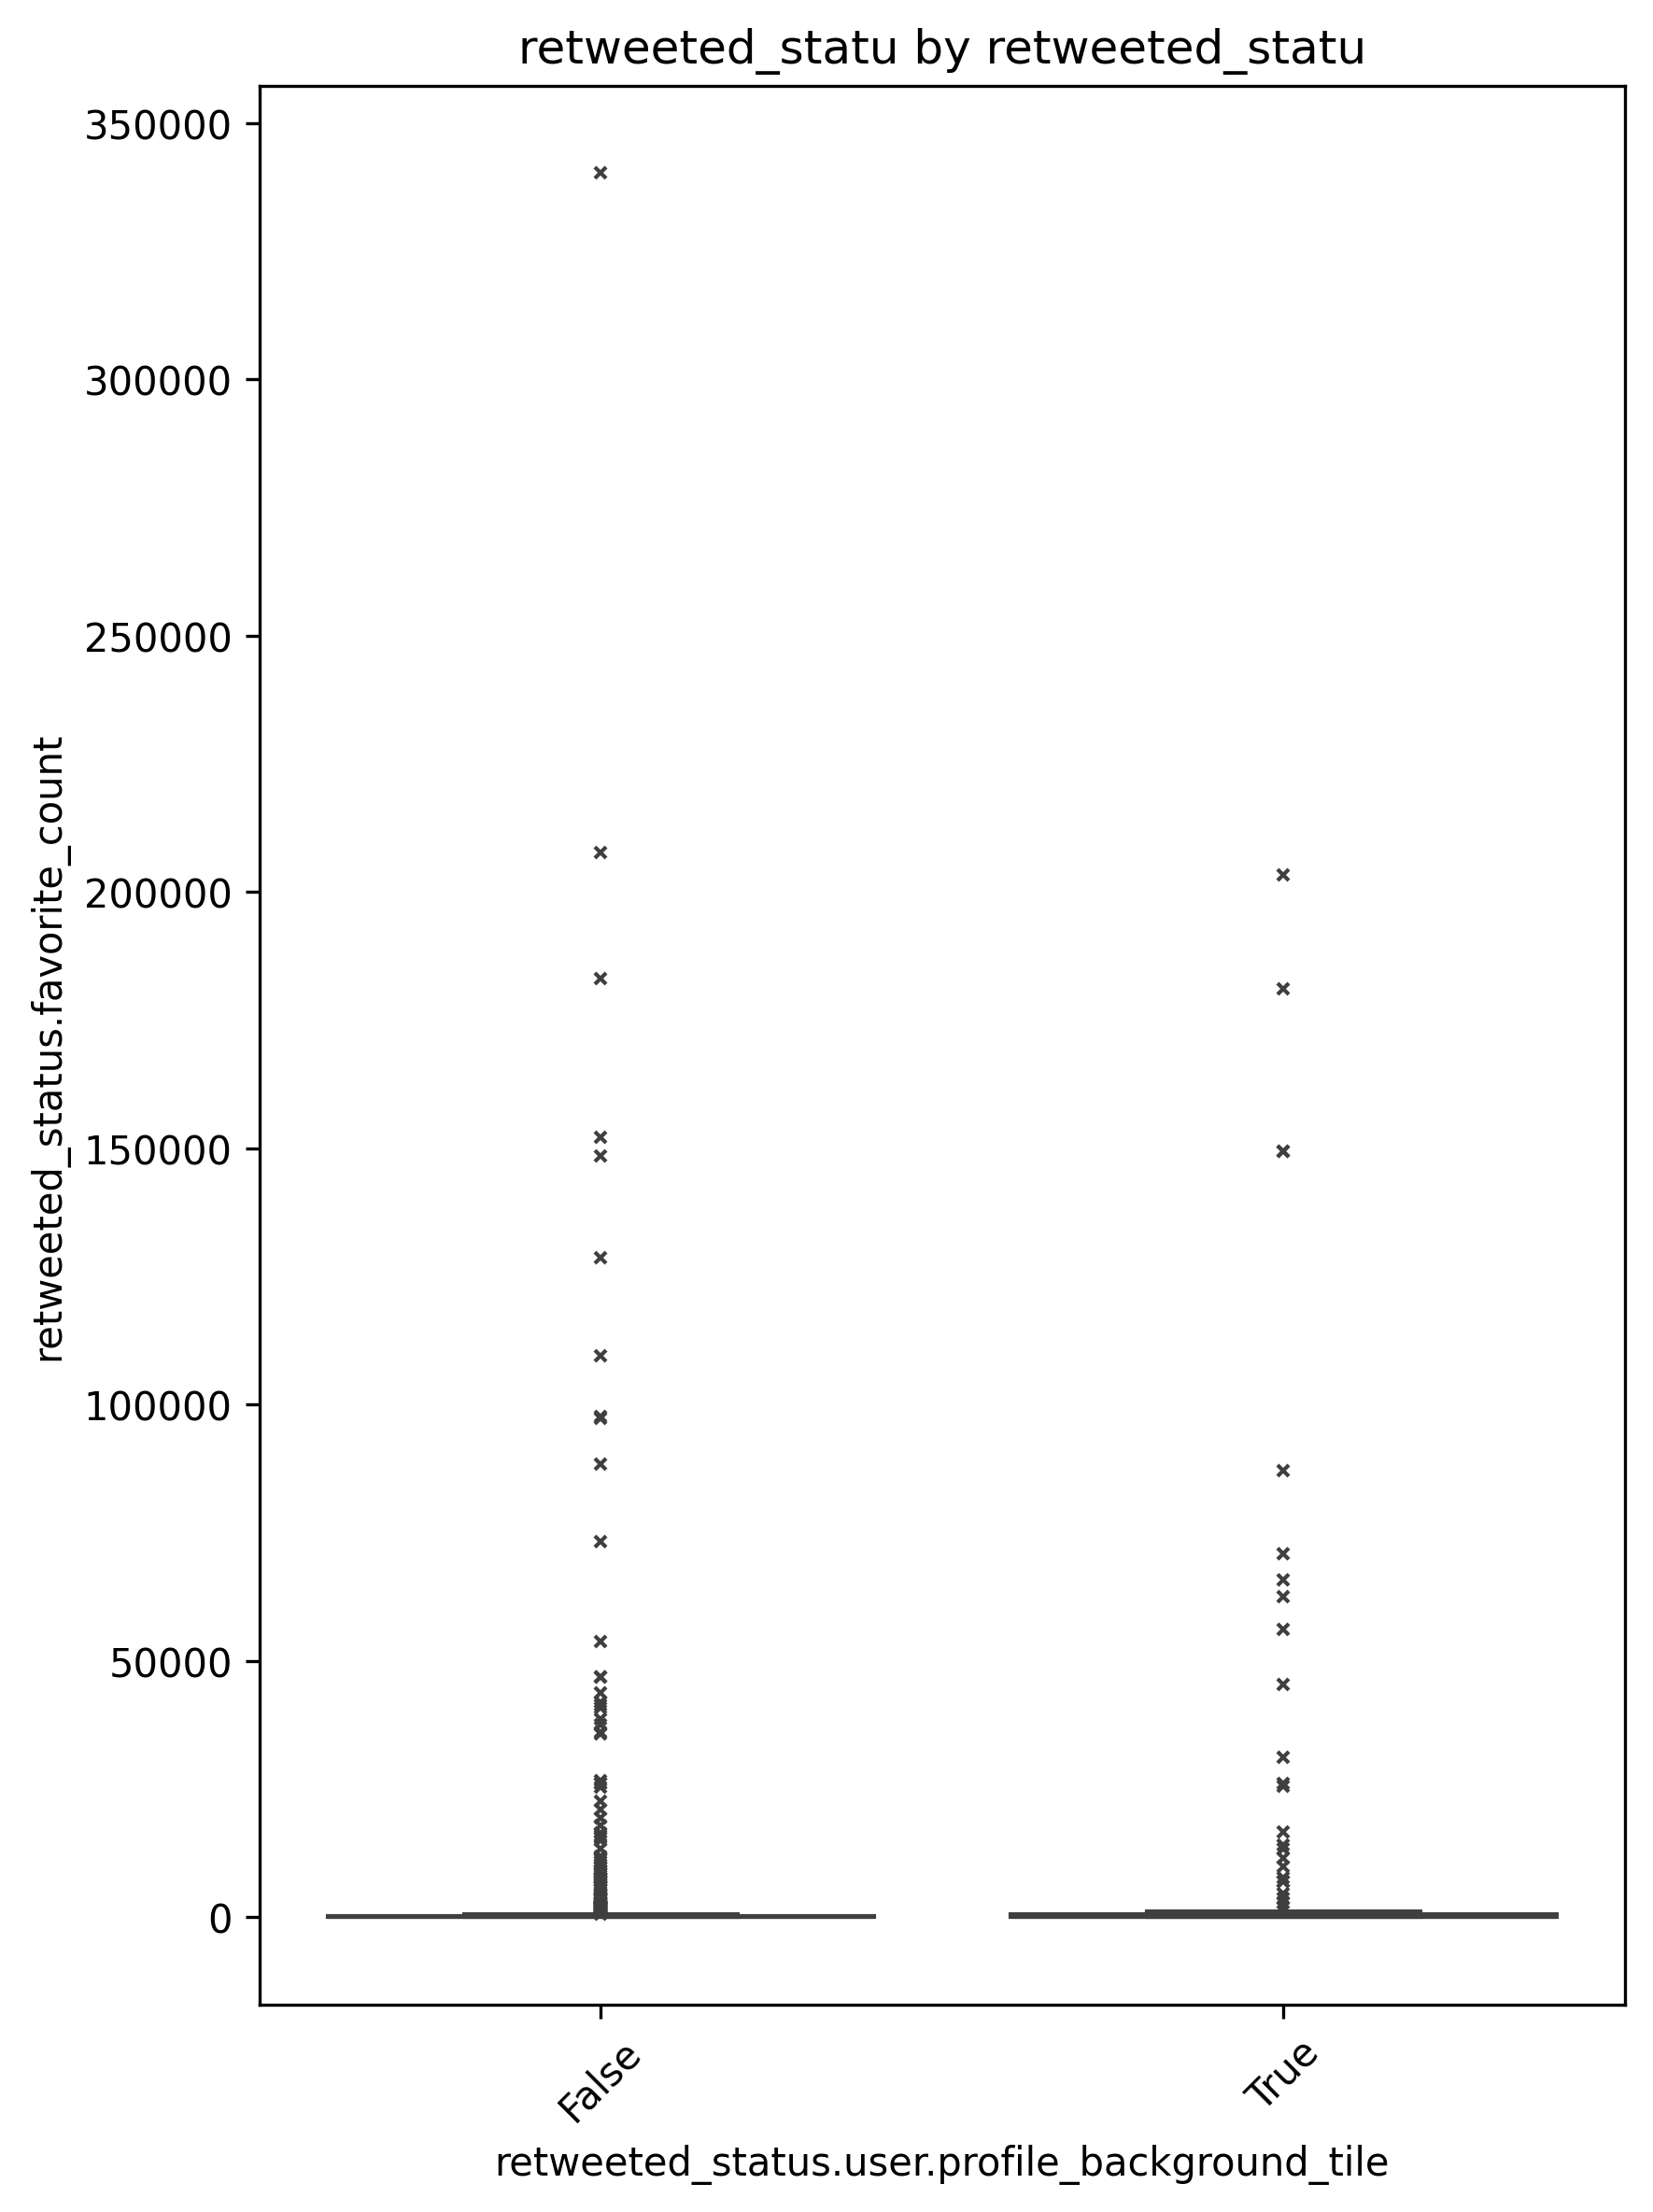 retweeted_statu by retweeted_statu
350000
300000
250000
200000
150000
100000
50000
0
retweeted_status.favorite_count
False
True
retweeted_status.user.profile_background_tile